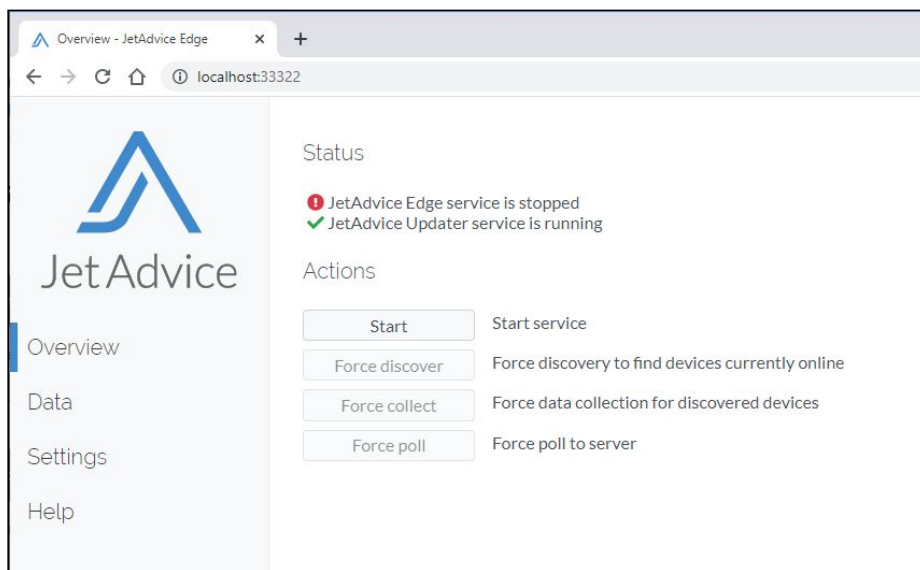 Overview - JetAdvice Edge
localhost:33322
JetAdvice
Overview
Data
Settings
Help
Status
JetAdvice Edge service is stopped
JetAdvice Updater service is running
Actions
Start Start service
Force discover Force discovery to find devices currently online
Force collect Force data collection for discovered devices
Force poll Force poll to server